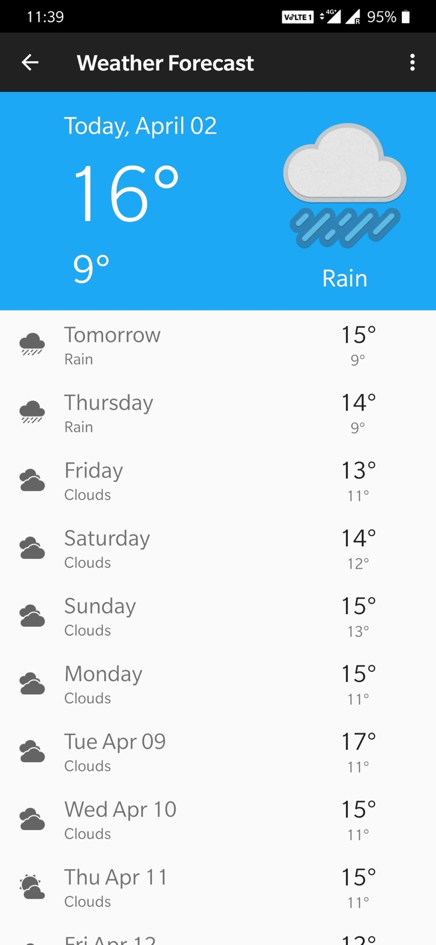 11:39
VoLTE 1 4G+ R 95%
Weather Forecast
Today, April 02
16°
9°
Rain
Tomorrow 15°
Rain 9°
Thursday 14°
Rain 9°
Friday 13°
Clouds 11°
Saturday 14°
Clouds 12°
Sunday 15°
Clouds 13°
Monday 15°
Clouds 11°
Tue Apr 09 17°
Clouds 11°
Wed Apr 10 15°
Clouds 11°
Thu Apr 11 15°
Clouds 11°
Fri Apr 12 12°